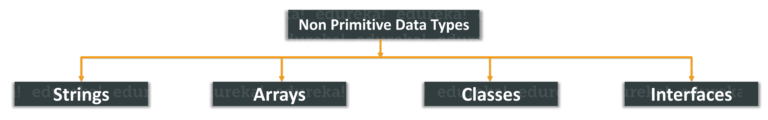 Non Primitive Data Types
Strings
Arrays
Classes
Interfaces